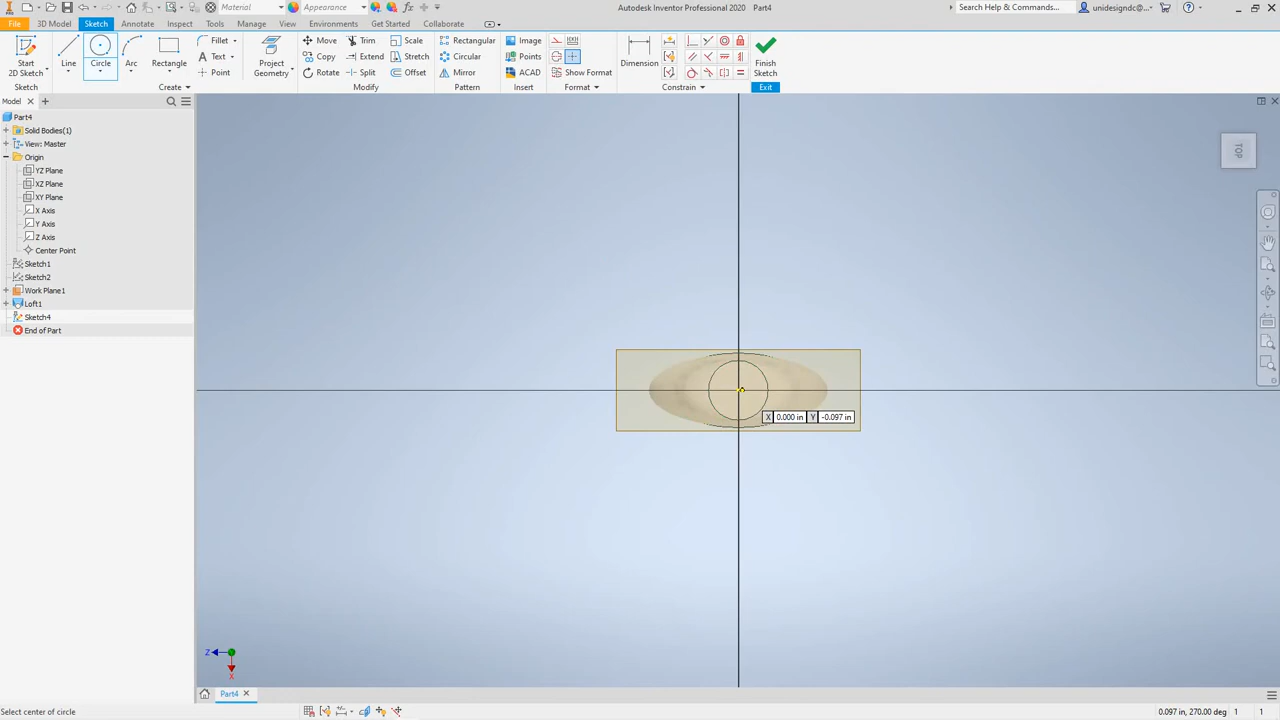 Material
Appearance
Autodesk Inventor Professional 2020 Part4
Search Help & Commands...
unidesigndc@...
File
3D Model
Sketch
Annotate
Inspect
Tools
Manage
View
Environments
Get Started
Collaborate
Start
2D Sketch
Line
Circle
Arc
Rectangle
Fillet
Text
Point
Project
Geometry
Move
Copy
Rotate
Trim
Extend
Split
Scale
Stretch
Offset
Rectangular
Circular
Mirror
Image
Points
ACAD
Show Format
Dimension
Finish
Sketch
Sketch
Create
Modify
Pattern
Insert
Format
Constrain
Exit
Model
Part4
Solid Bodies(1)
View: Master
Origin
YZ Plane
XZ Plane
XY Plane
X Axis
Y Axis
Z Axis
Center Point
Sketch1
Sketch2
Work Plane1
Loft1
Sketch4
End of Part
TOP
X 0.000 in Y -0.097 in
Z
X
Part4
Select center of circle
0.097 in, 270.00 deg 1 1